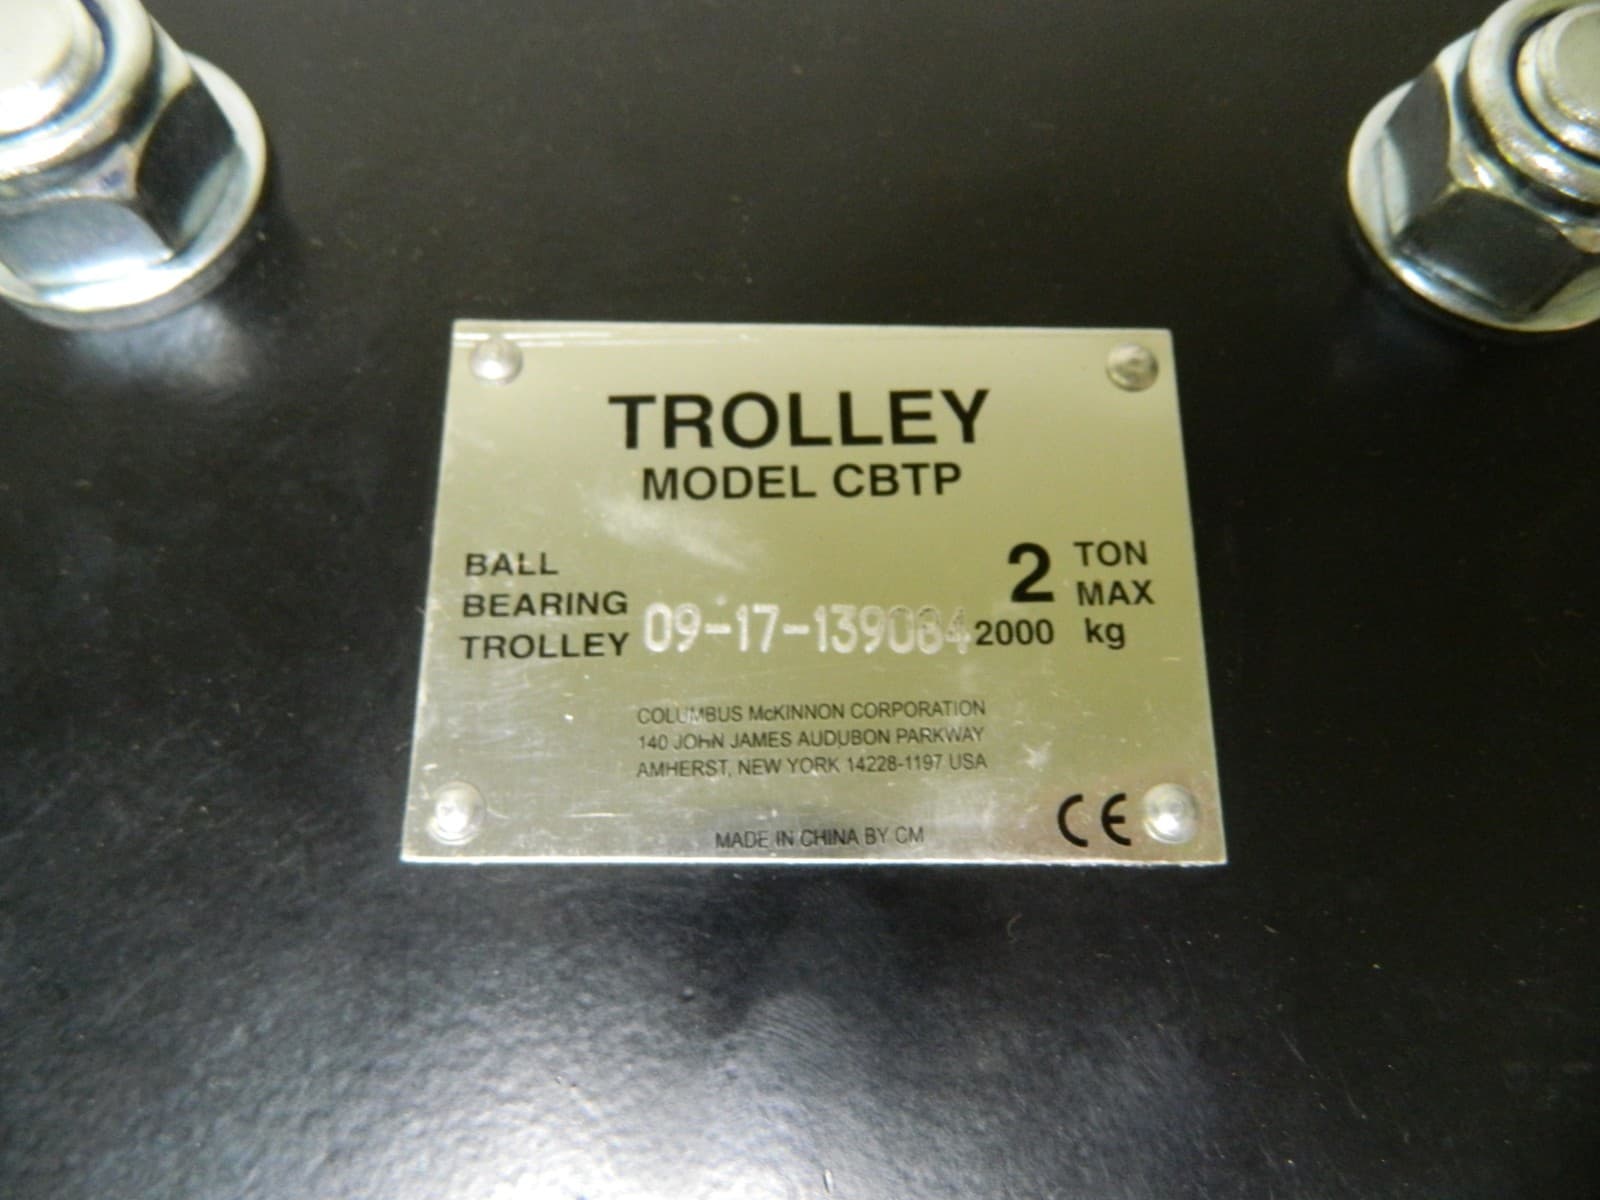 TROLLEY
MODEL CBTP
BALL
BEARING
TROLLEY
09-17-139084
2 TON
MAX
2000 kg
COLUMBUS McKINNON CORPORATION
140 JOHN JAMES AUDUBON PARKWAY
AMHERST, NEW YORK 14228-1197 USA
MADE IN CHINA BY CM
CE